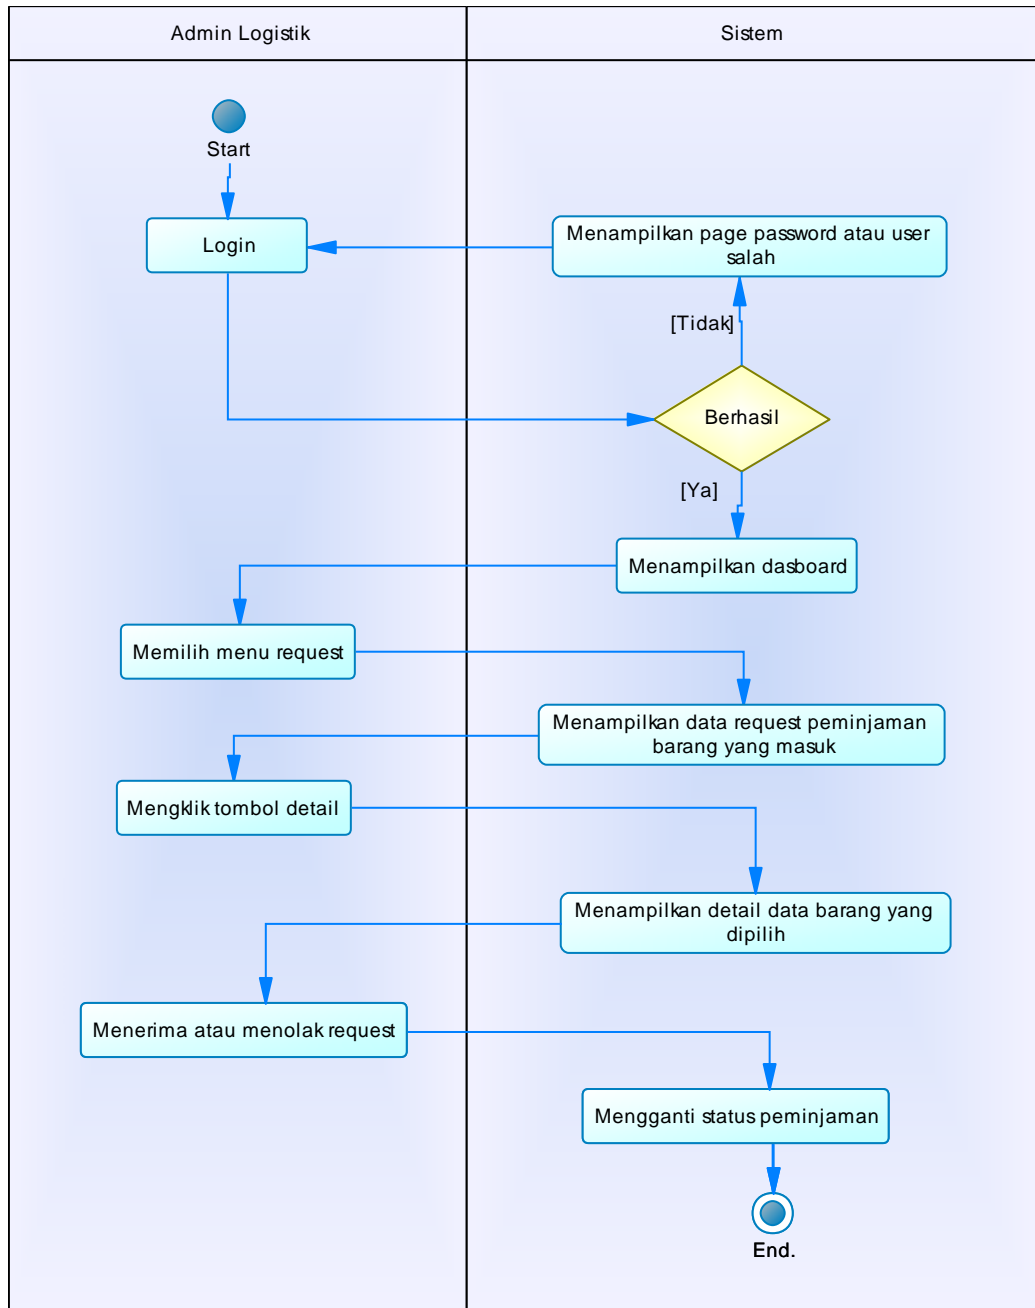 Admin Logistik
Sistem
Start
Login
Menampilkan page password atau user
salah
[Tidak]
Berhasil
[Ya]
Menampilkan dasboard
Memilih menu request
Menampilkan data request peminjaman
barang yang masuk
Mengklik tombol detail
Menampilkan detail data barang yang
dipilih
Menerima atau menolak request
Mengganti status peminjaman
End.